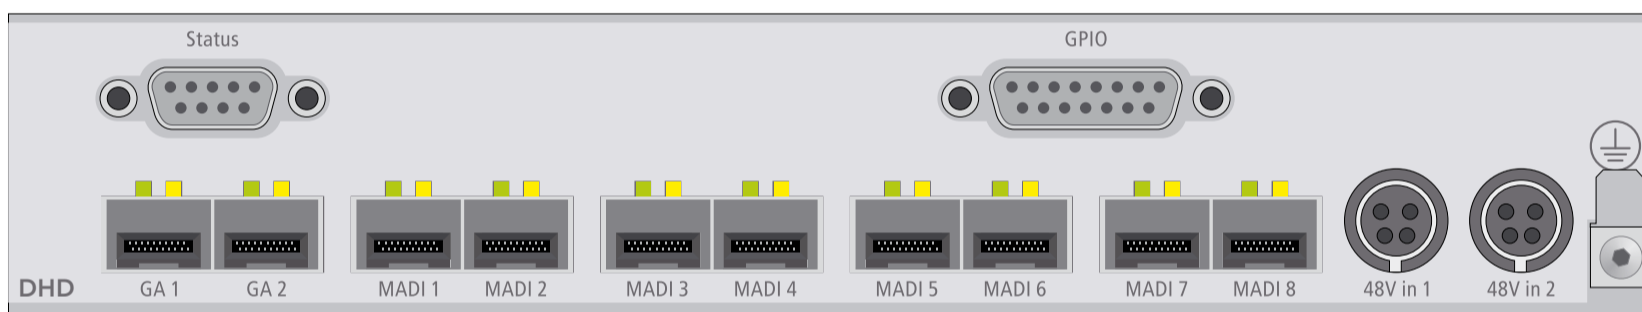 Status
GPIO
DHD
GA 1
GA 2
MADI 1
MADI 2
MADI 3
MADI 4
MADI 5
MADI 6
MADI 7
MADI 8
48V in 1
48V in 2